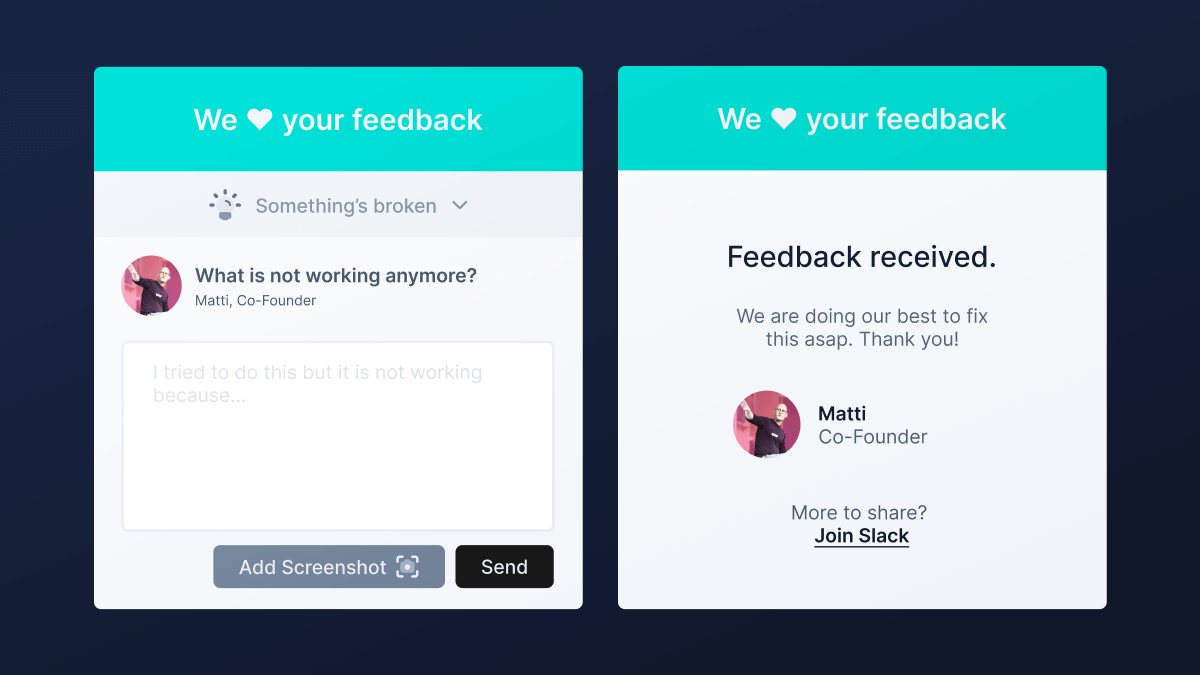 We ♥ your feedback
Something's broken
What is not working anymore?
Matti, Co-Founder
I tried to do this but it is not working
because...
Add Screenshot
Send
We ♥ your feedback
Feedback received.
We are doing our best to fix
this asap. Thank you!
Matti
Co-Founder
More to share?
Join Slack